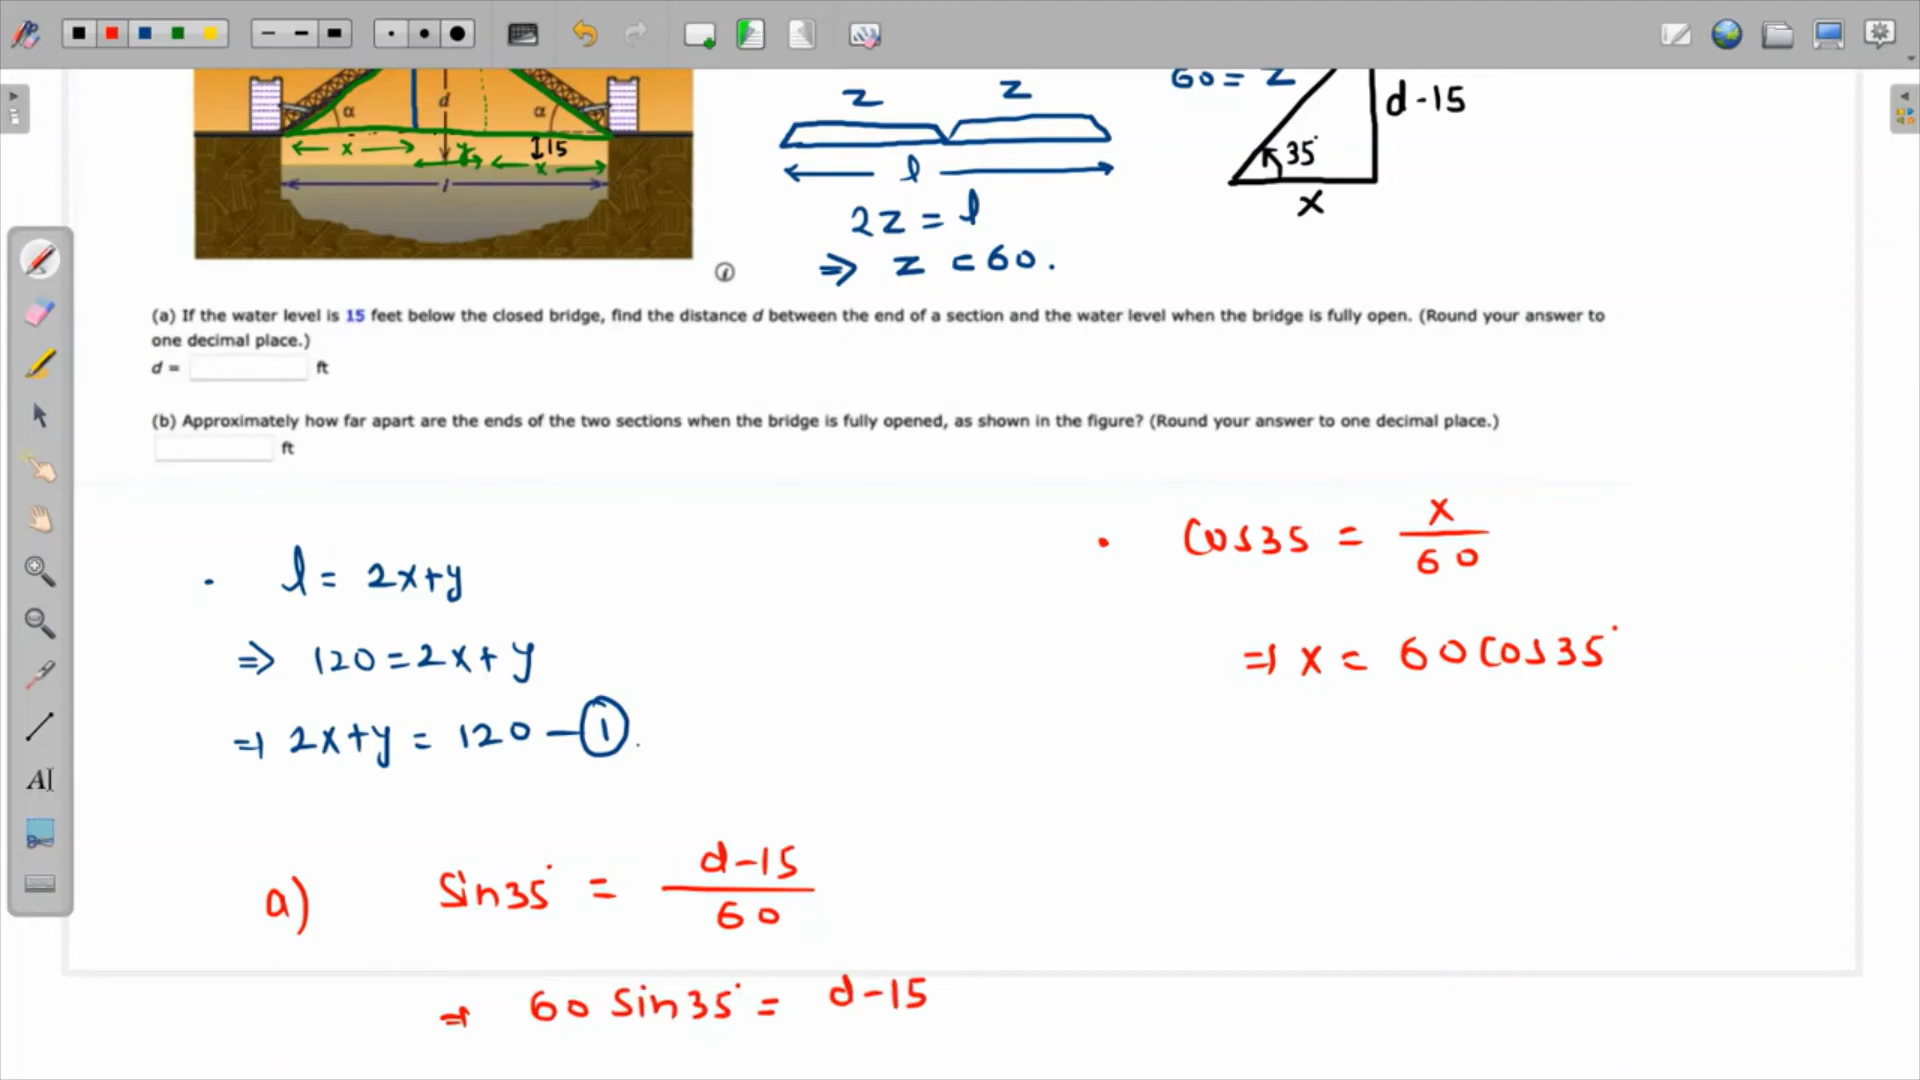 60 = z
d - 15
35°
x
α
d
α
x
y
x
15
l
z
z
l
2z = l
⇒ z = 60.
(a) If the water level is 15 feet below the closed bridge, find the distance d between the end of a section and the water level when the bridge is fully open. (Round your answer to
one decimal place.)
d = ft
(b) Approximately how far apart are the ends of the two sections when the bridge is fully opened, as shown in the figure? (Round your answer to one decimal place.)
ft
• cos35 = x/60
⇒ x = 60cos35°
• l = 2x+y
⇒ 120 = 2x+y
⇒ 2x+y = 120 — ①.
a) Sin35° = d-15/60
⇒ 60 Sin35° = d-15
AI